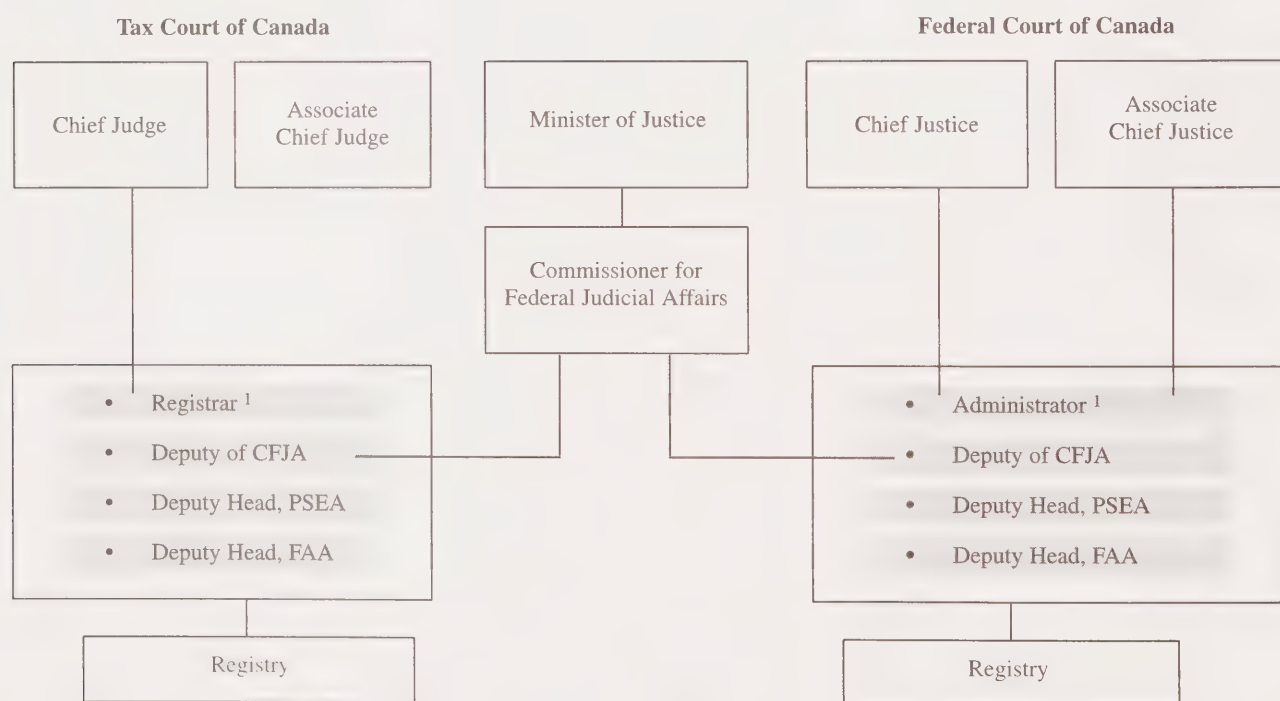 Tax Court of Canada
Federal Court of Canada
Chief Judge
Associate
Chief Judge
Minister of Justice
Chief Justice
Associate
Chief Justice
Commissioner for
Federal Judicial Affairs
• Registrar ¹
• Deputy of CFJA
• Deputy Head, PSEA
• Deputy Head, FAA
• Administrator ¹
• Deputy of CFJA
• Deputy Head, PSEA
• Deputy Head, FAA
Registry
Registry